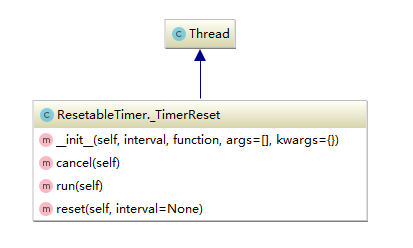 C Thread
C ResetableTimer._TimerReset
m __init__(self, interval, function, args=[], kwargs={})
m cancel(self)
m run(self)
m reset(self, interval=None)